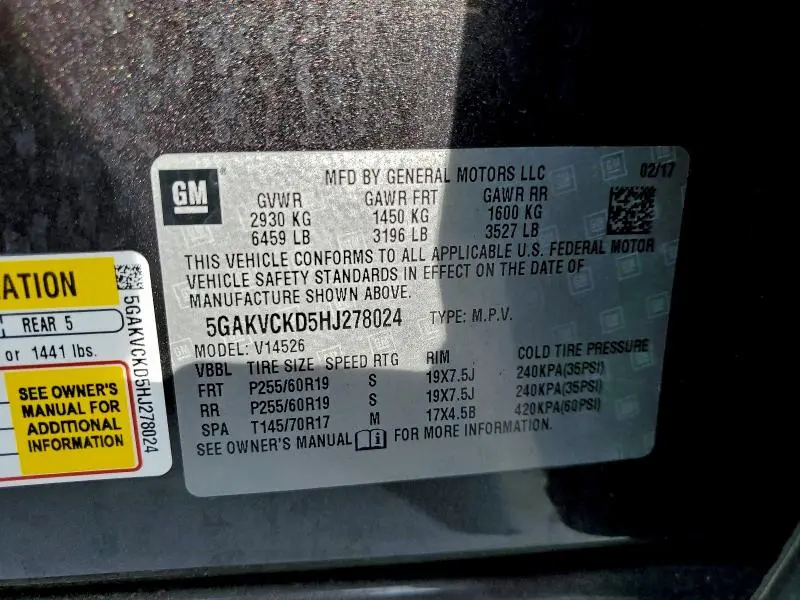 GM
MFD BY GENERAL MOTORS LLC
02/17
GVWR GAWR FRT GAWR RR
2930 KG 1450 KG 1600 KG
6459 LB 3196 LB 3527 LB
THIS VEHICLE CONFORMS TO ALL APPLICABLE U.S. FEDERAL MOTOR
VEHICLE SAFETY STANDARDS IN EFFECT ON THE DATE OF
MANUFACTURE SHOWN ABOVE.
5GAKVCKD5HJ278024 TYPE: M.P.V.
MODEL: V14526
VBBL TIRE SIZE SPEED RTG RIM COLD TIRE PRESSURE
FRT P255/60R19 S 19X7.5J 240KPA(35PSI)
RR P255/60R19 S 19X7.5J 240KPA(35PSI)
SPA T145/70R17 M 17X4.5B 420KPA(60PSI)
SEE OWNER'S MANUAL FOR MORE INFORMATION.
REAR 5
or 1441 lbs.
SEE OWNER'S
MANUAL FOR
ADDITIONAL
INFORMATION
5GAKVCKD5HJ278024